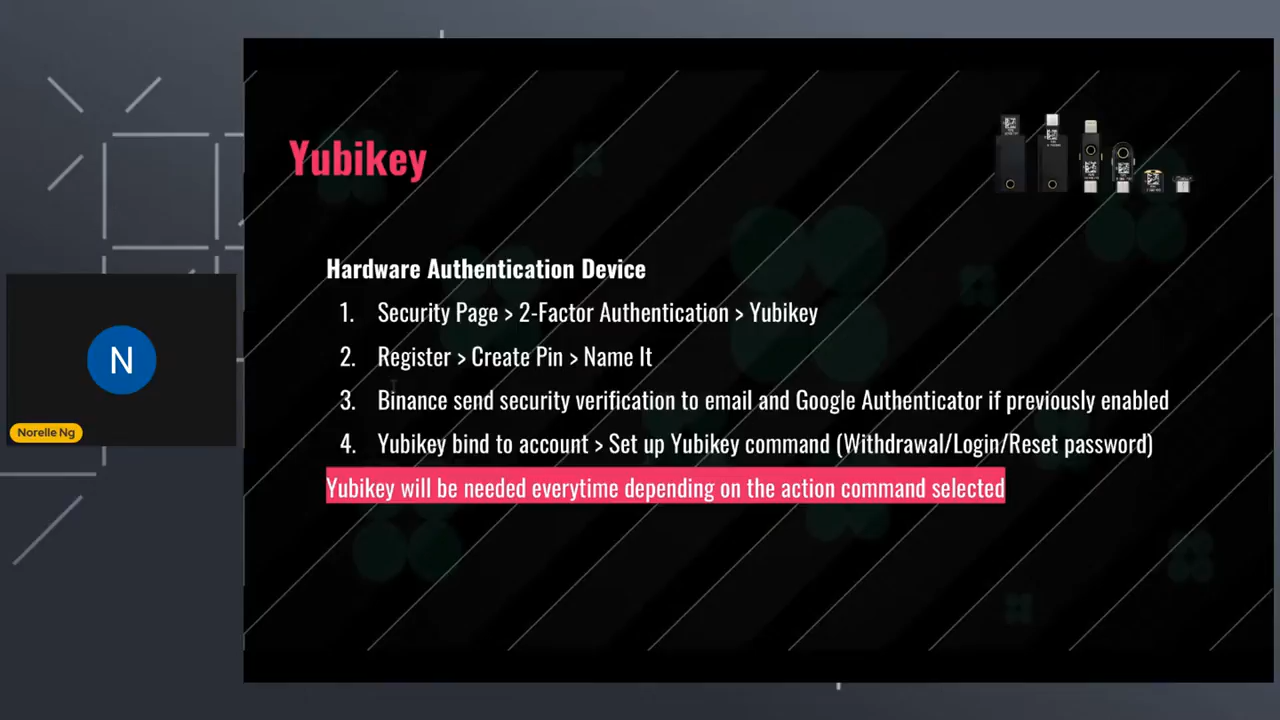 Yubikey
Hardware Authentication Device
1. Security Page > 2-Factor Authentication > Yubikey
2. Register > Create Pin > Name It
3. Binance send security verification to email and Google Authenticator if previously enabled
4. Yubikey bind to account > Set up Yubikey command (Withdrawal/Login/Reset password)
Yubikey will be needed everytime depending on the action command selected
N
Norelle Ng